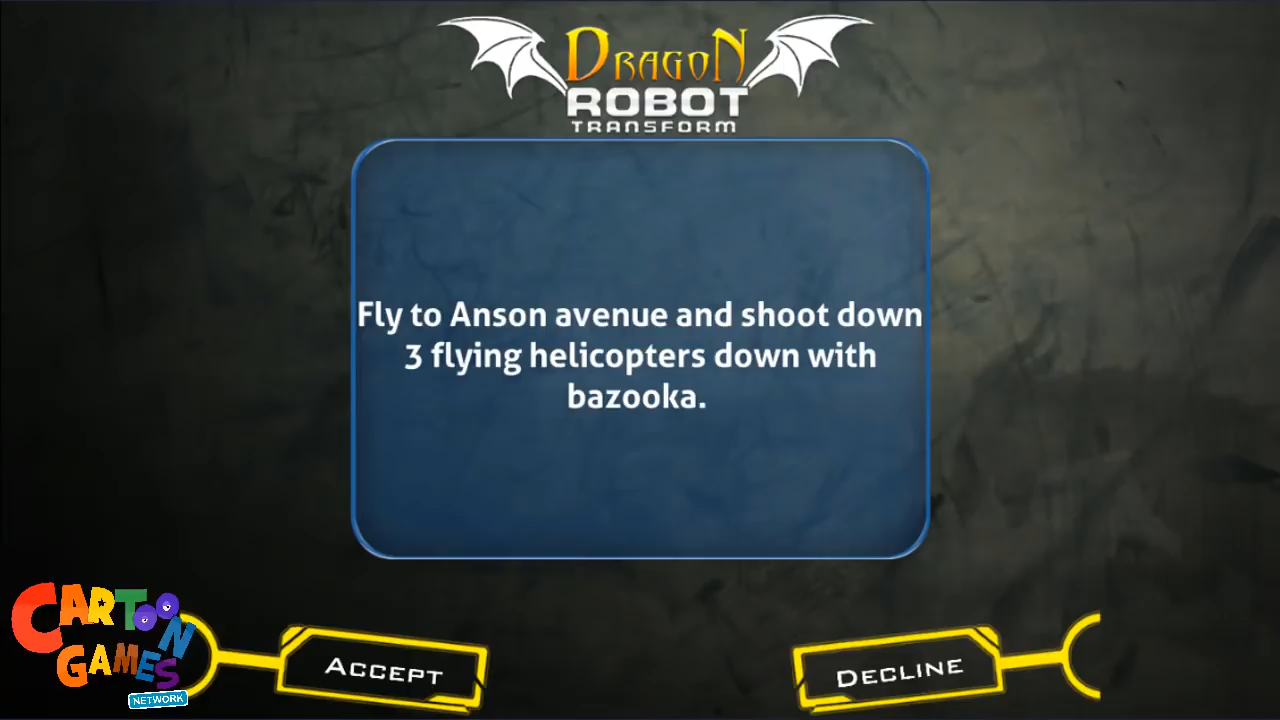 DRAGON
ROBOT
TRANSFORM
Fly to Anson avenue and shoot down
3 flying helicopters down with
bazooka.
CARTOON
GAMES
NETWORK
ACCEPT
DECLINE